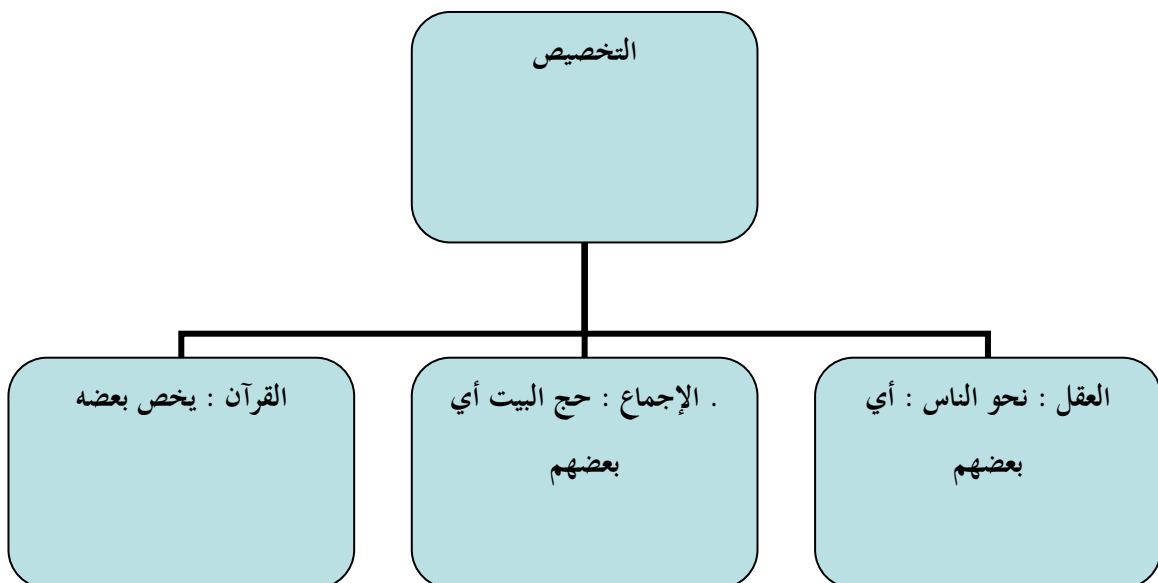 التخصيص
العقل : نحو الناس : أي
بعضهم
. الإجماع : حج البيت أي
بعضهم
القرآن : يخص بعضه